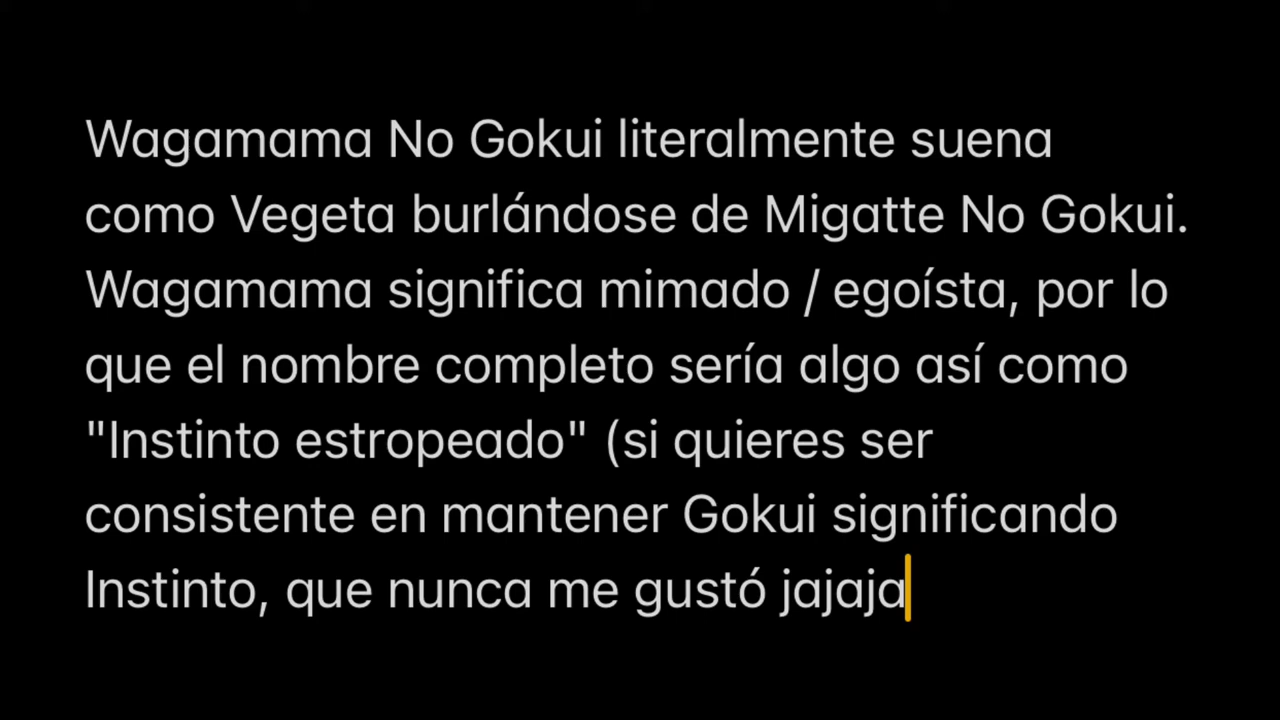 Wagamama No Gokui literalmente suena
como Vegeta burlándose de Migatte No Gokui.
Wagamama significa mimado / egoísta, por lo
que el nombre completo sería algo así como
"Instinto estropeado" (si quieres ser
consistente en mantener Gokui significando
Instinto, que nunca me gustó jajaja